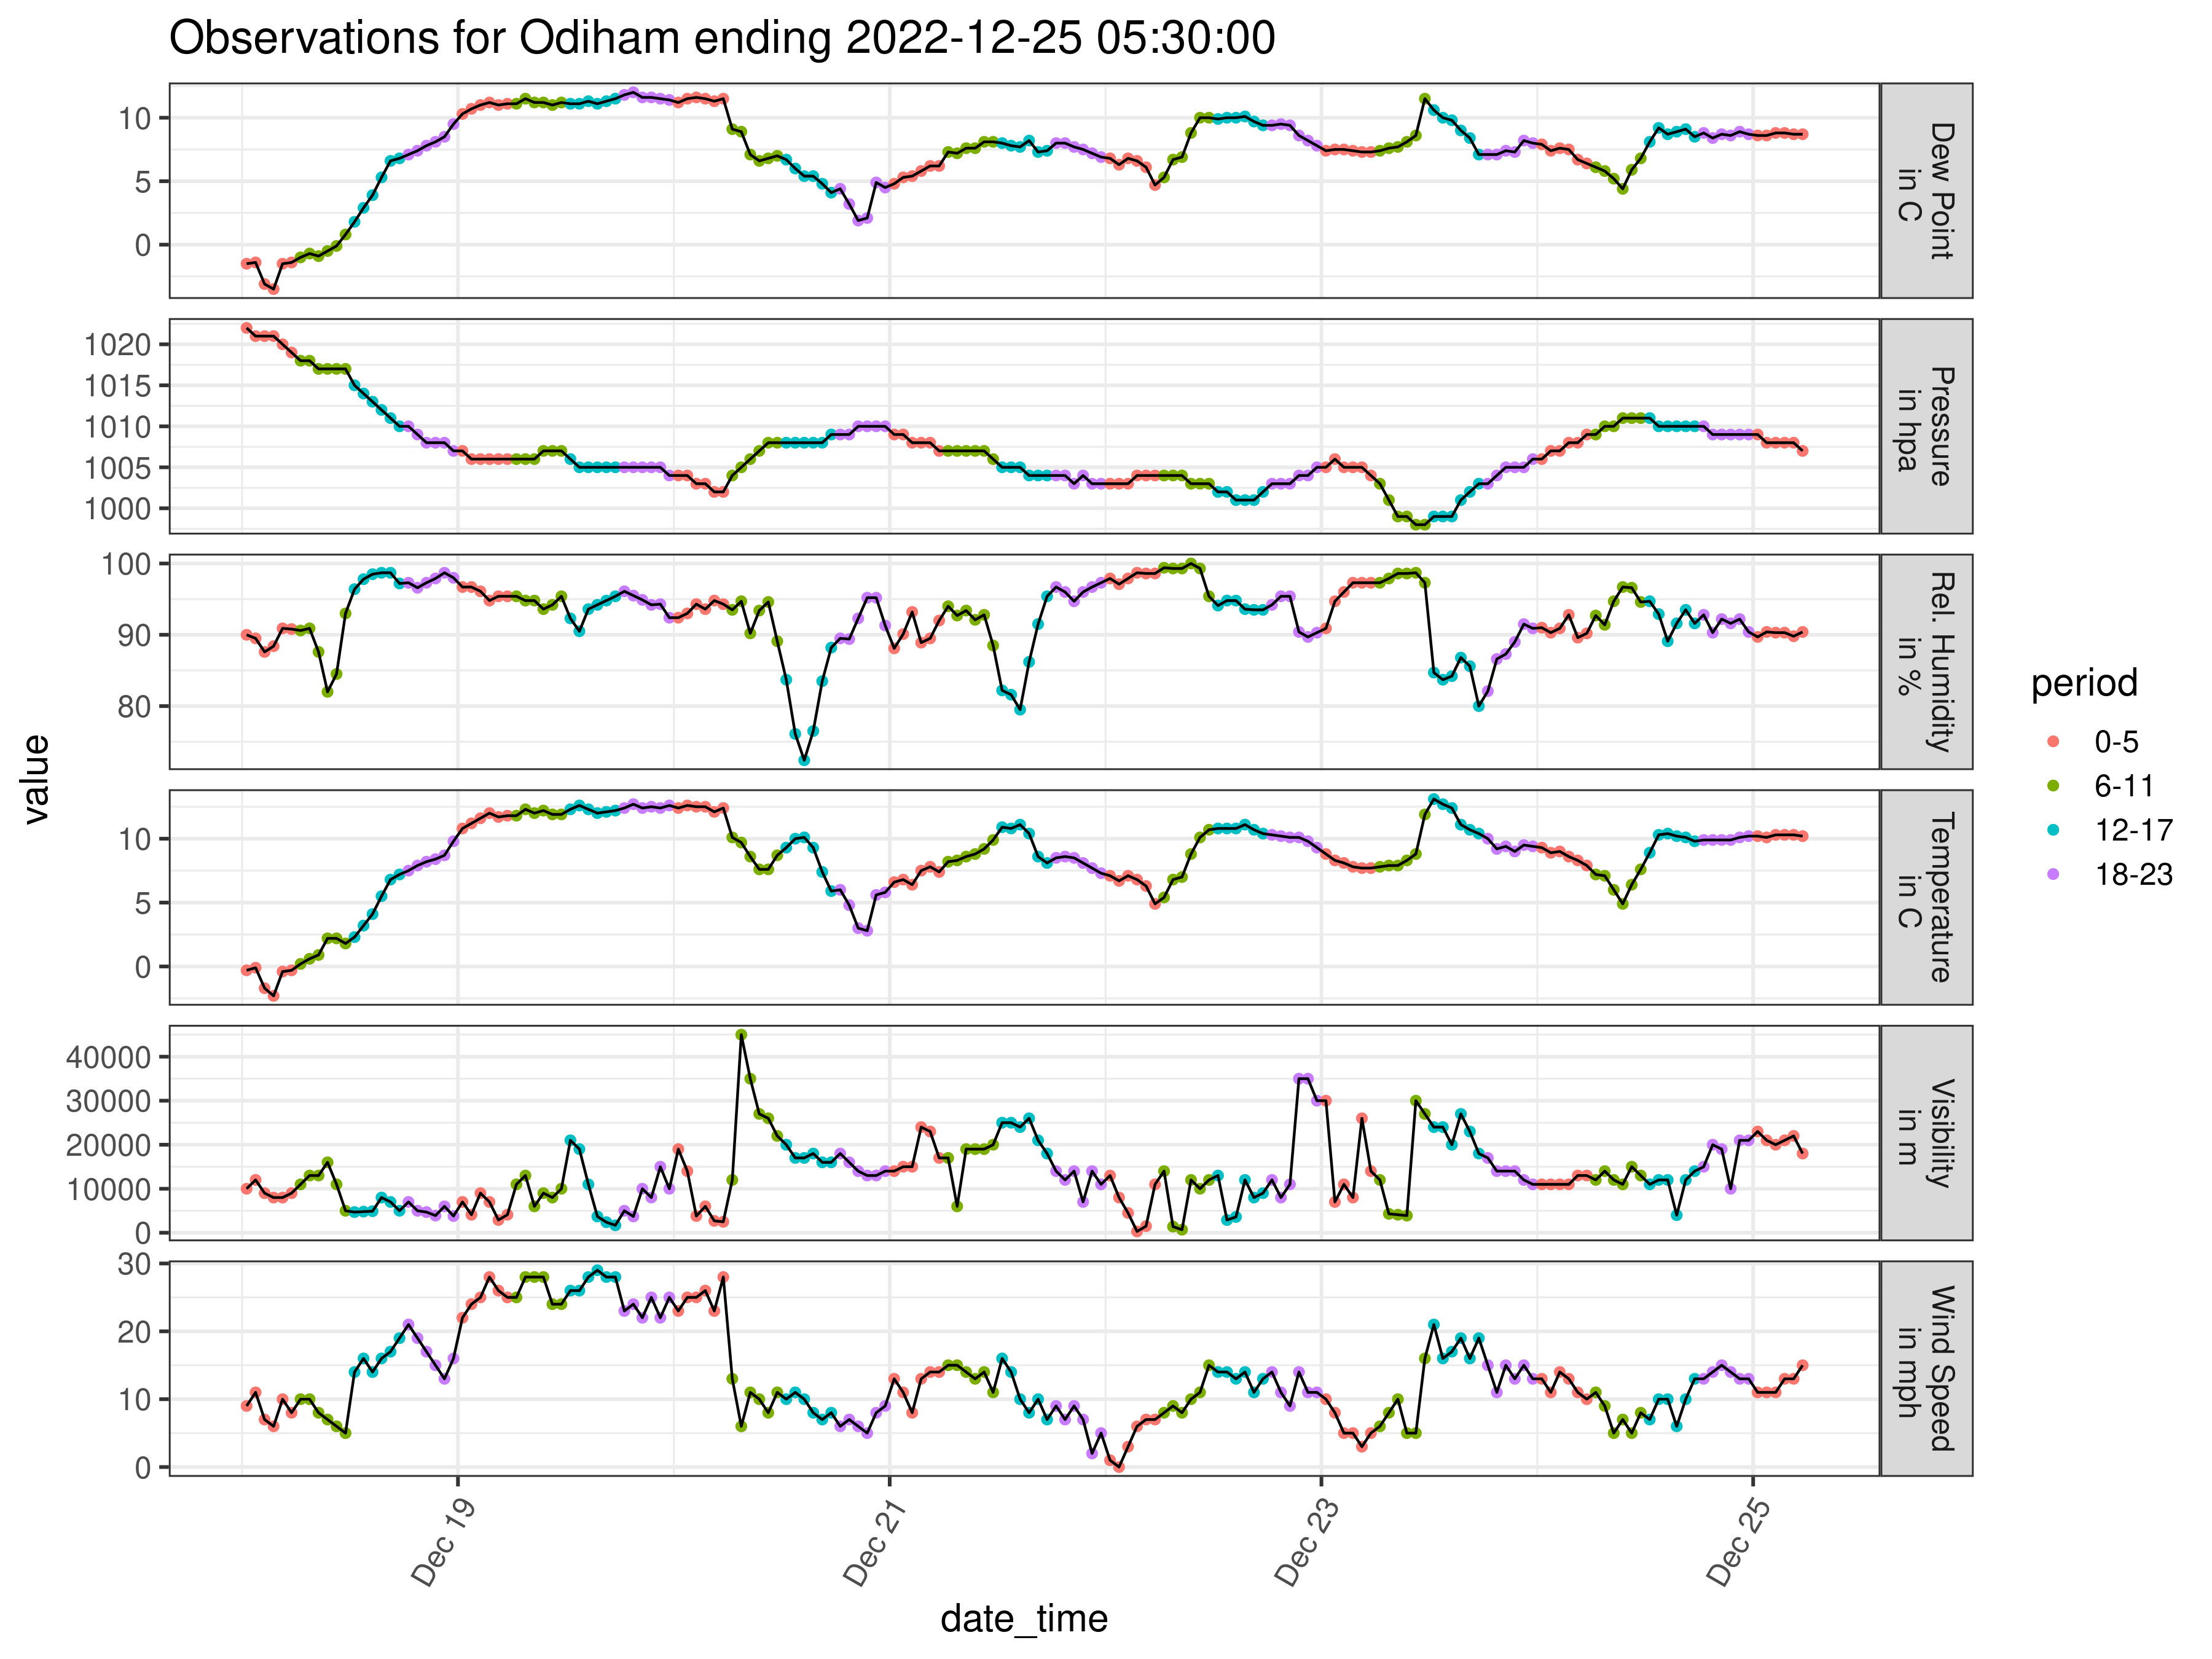 Observations for Odiham ending 2022-12-25 05:30:00
value
10
5
0
Dew Point
in C
1020
1015
1010
1005
1000
Pressure
in hpa
100
90
80
Rel. Humidity
in %
10
5
0
Temperature
in C
40000
30000
20000
10000
0
Visibility
in m
30
20
10
0
Wind Speed
in mph
Dec 19
Dec 21
Dec 23
Dec 25
date_time
period
0-5
6-11
12-17
18-23